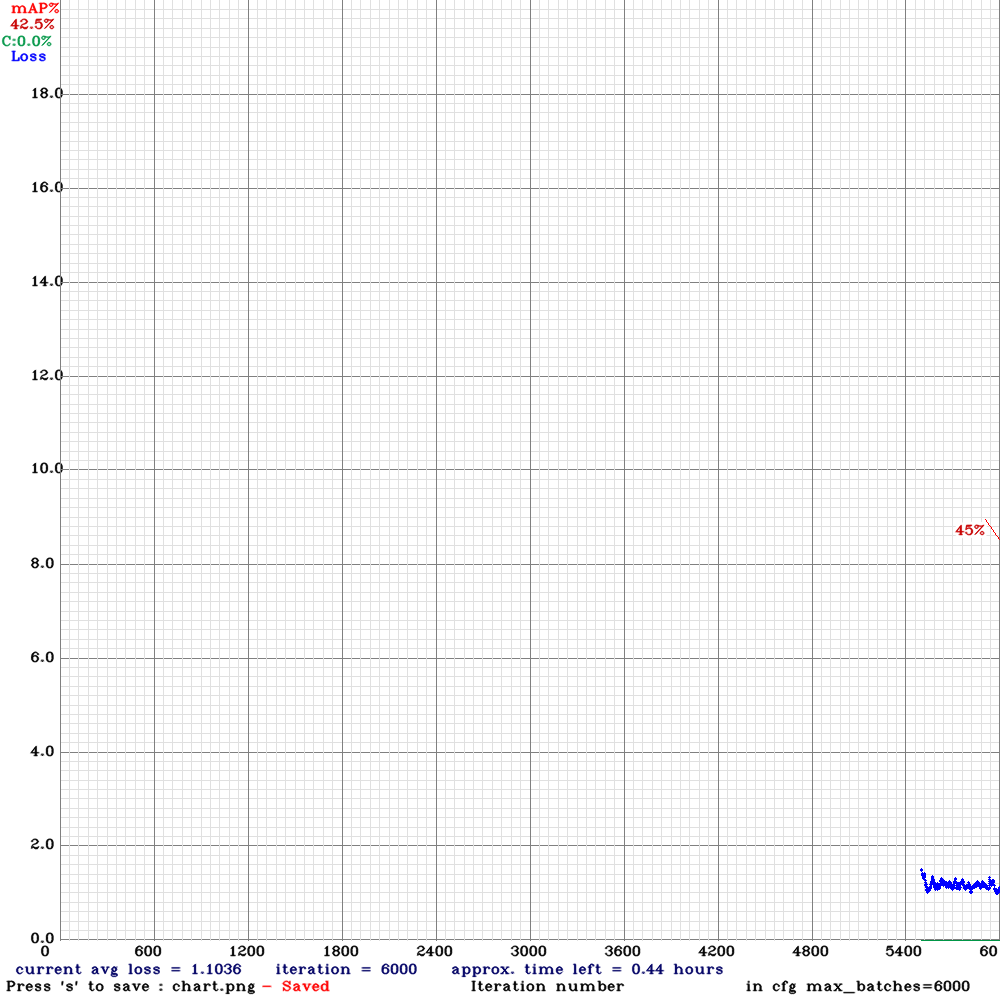 mAP%
42.5%
C:0.0%
Loss
18.0
16.0
14.0
12.0
10.0
45%
8.0
6.0
4.0
2.0
0.0
0 600 1200 1800 2400 3000 3600 4200 4800 5400 60
current avg loss = 1.1036 iteration = 6000 approx. time left = 0.44 hours
Press 's' to save : chart.png - Saved Iteration number in cfg max_batches=6000